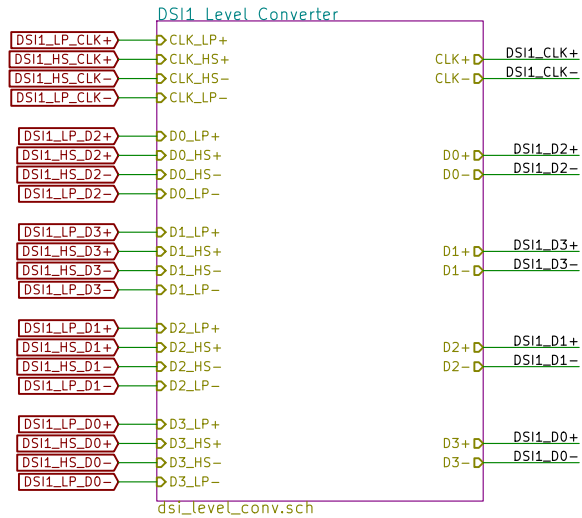 DSI1 Level Converter
DSI1_LP_CLK+ CLK_LP+
DSI1_HS_CLK+ CLK_HS+ CLK+ DSI1_CLK+
DSI1_HS_CLK- CLK_HS- CLK- DSI1_CLK-
DSI1_LP_CLK- CLK_LP-
DSI1_LP_D2+ D0_LP+
DSI1_HS_D2+ D0_HS+ D0+ DSI1_D2+
DSI1_HS_D2- D0_HS- D0- DSI1_D2-
DSI1_LP_D2- D0_LP-
DSI1_LP_D3+ D1_LP+
DSI1_HS_D3+ D1_HS+ D1+ DSI1_D3+
DSI1_HS_D3- D1_HS- D1- DSI1_D3-
DSI1_LP_D3- D1_LP-
DSI1_LP_D1+ D2_LP+
DSI1_HS_D1+ D2_HS+ D2+ DSI1_D1+
DSI1_HS_D1- D2_HS- D2- DSI1_D1-
DSI1_LP_D1- D2_LP-
DSI1_LP_D0+ D3_LP+
DSI1_HS_D0+ D3_HS+ D3+ DSI1_D0+
DSI1_HS_D0- D3_HS- D3- DSI1_D0-
DSI1_LP_D0- D3_LP-
dsi_level_conv.sch